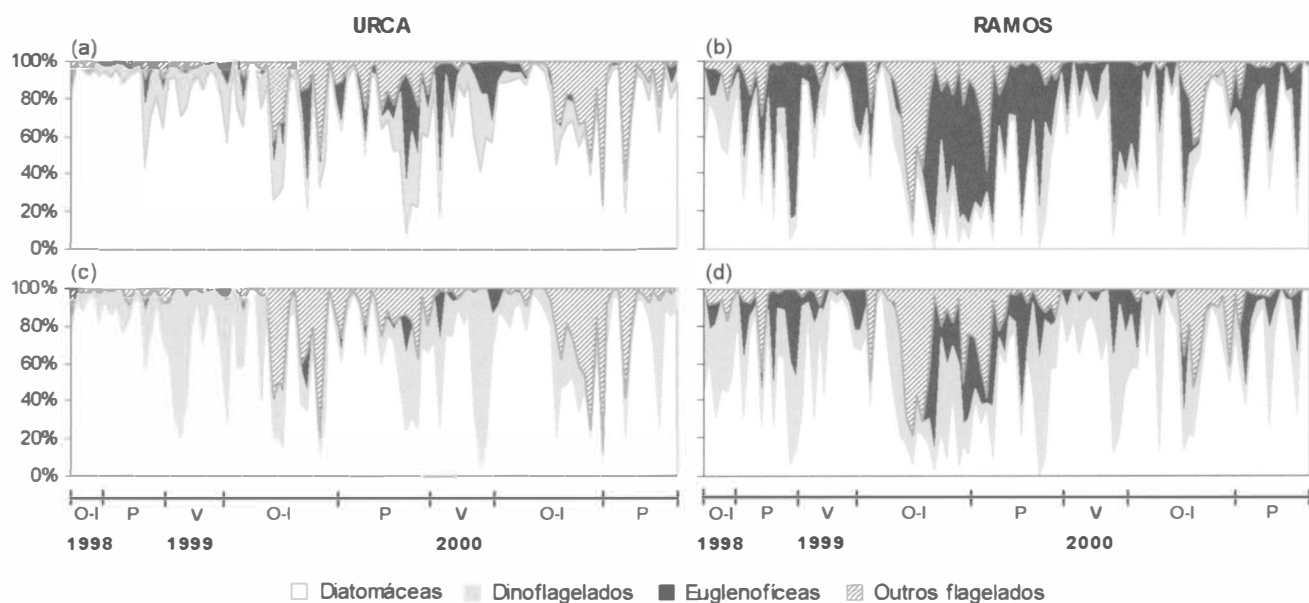 URCA
RAMOS
(a)
(b)
100%
80%
60%
40%
20%
0%
(c)
(d)
100%
80%
60%
40%
20%
0%
O-I P V O-I P V O-I P
O-I P V O-I P V O-I P
1998 1999 2000
1998 1999 2000
Diatomáceas Dinoflagelados Euglenofíceas Outros flagelados